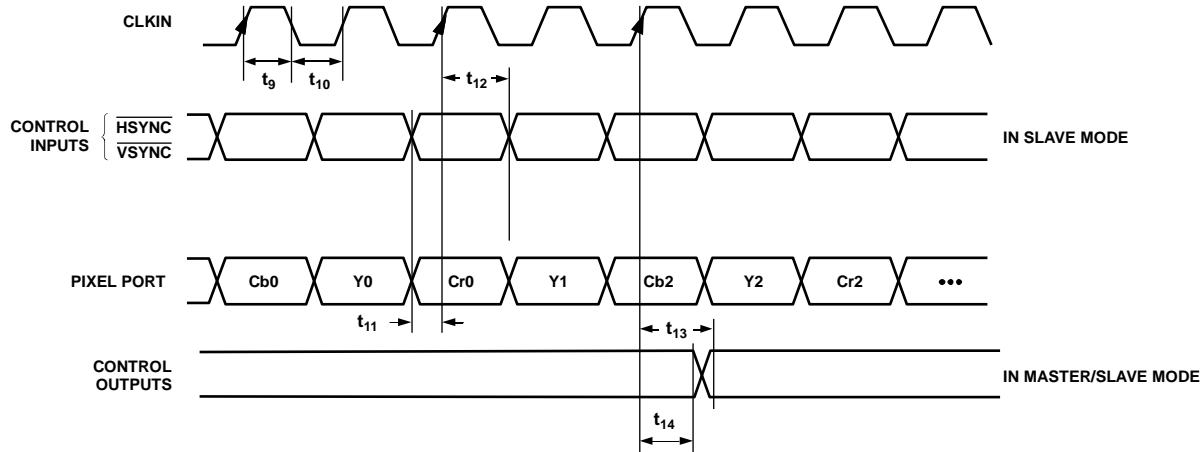 CLKIN
t9
t10
t12
CONTROL
INPUTS
HSYNC
VSYNC
IN SLAVE MODE
PIXEL PORT
Cb0
Y0
Cr0
Y1
Cb2
Y2
Cr2
•••
t11
t13
CONTROL
OUTPUTS
IN MASTER/SLAVE MODE
t14